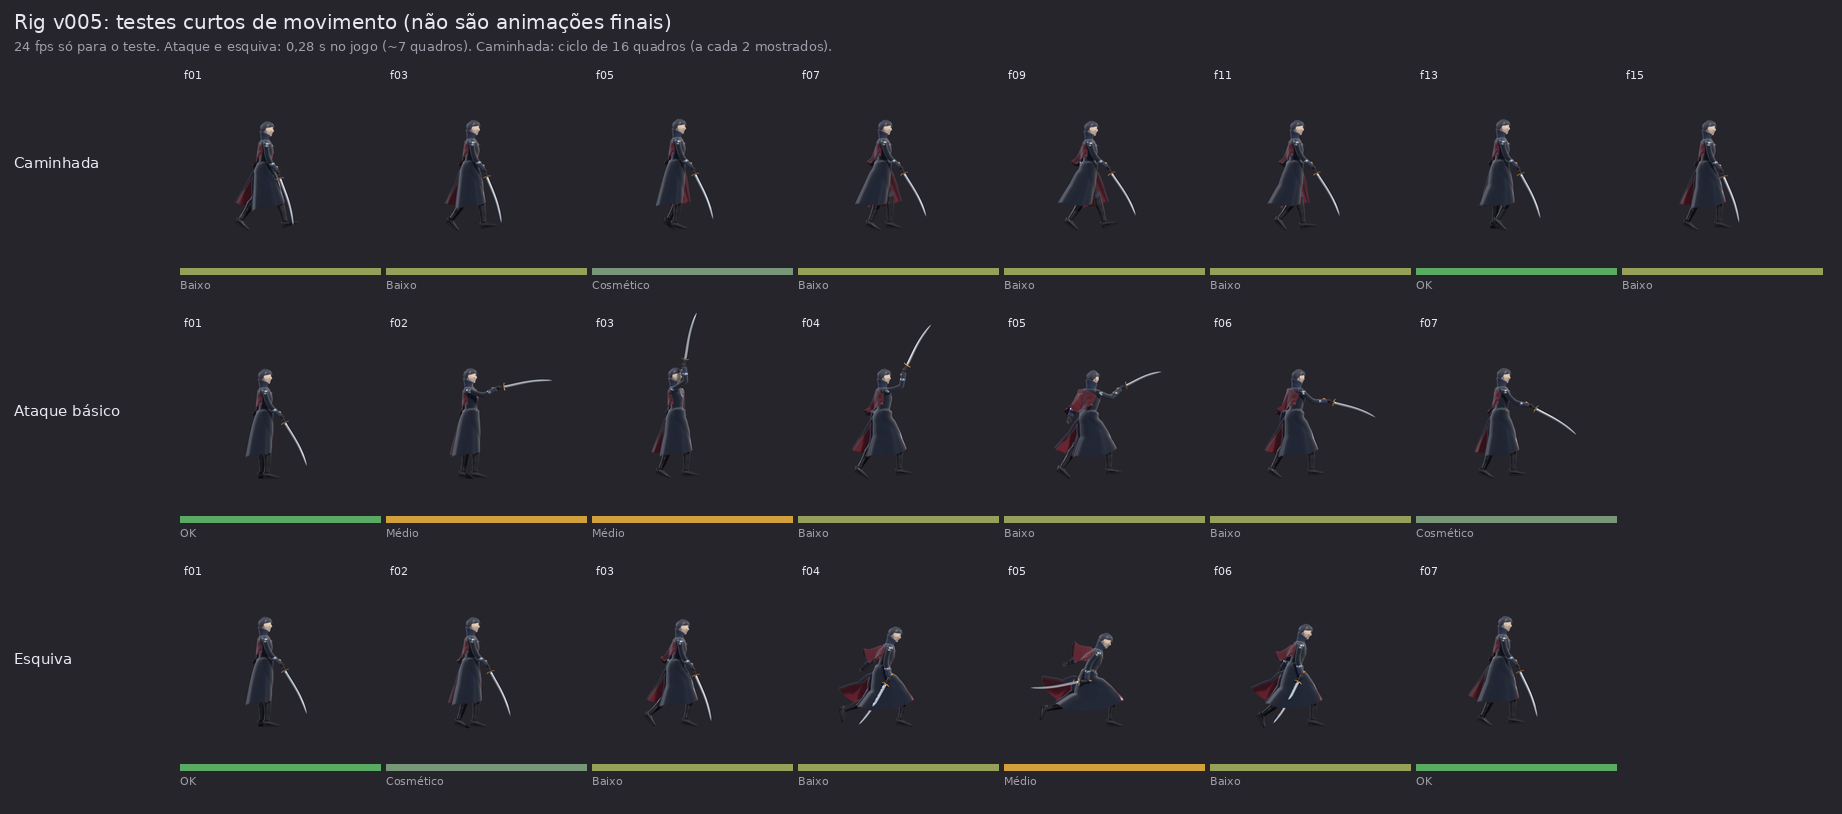 Rig v005: testes curtos de movimento (não são animações finais)
24 fps só para o teste. Ataque e esquiva: 0,28 s no jogo (~7 quadros). Caminhada: ciclo de 16 quadros (a cada 2 mostrados).
f01 f03 f05 f07 f09 f11 f13 f15
Caminhada
Baixo Baixo Cosmético Baixo Baixo Baixo OK Baixo
f01 f02 f03 f04 f05 f06 f07
Ataque básico
OK Médio Médio Baixo Baixo Baixo Cosmético
f01 f02 f03 f04 f05 f06 f07
Esquiva
OK Cosmético Baixo Baixo Médio Baixo OK